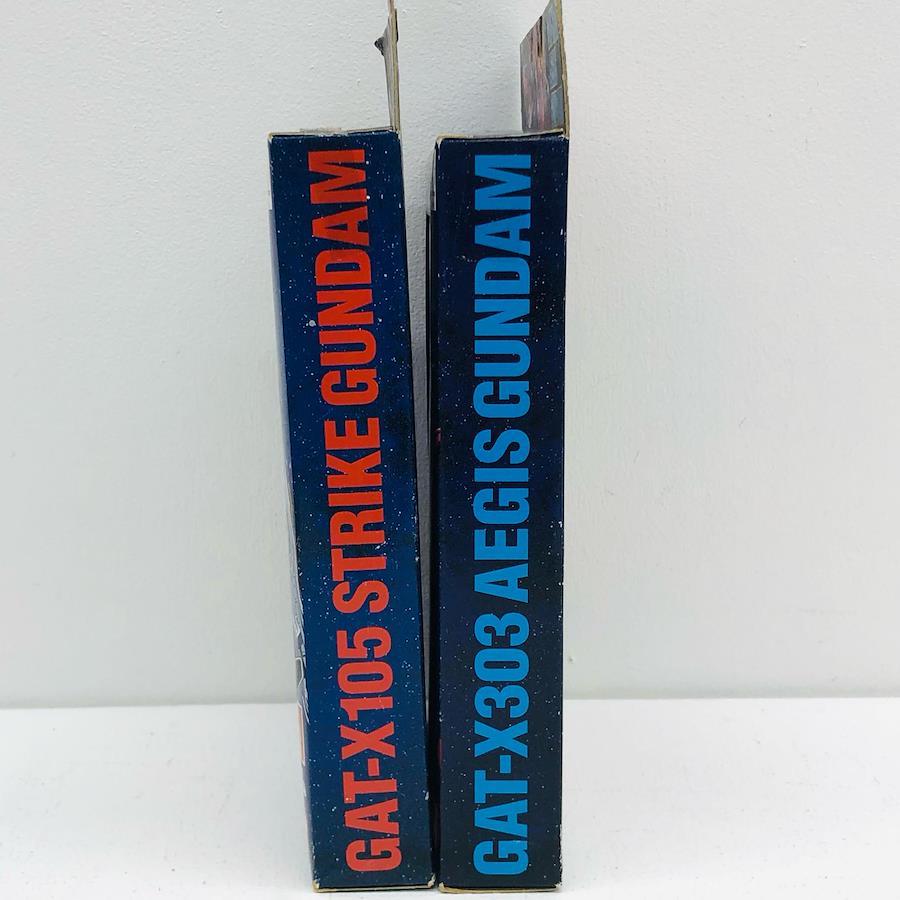 GAT-X105 STRIKE GUNDAM
GAT-X303 AEGIS GUNDAM